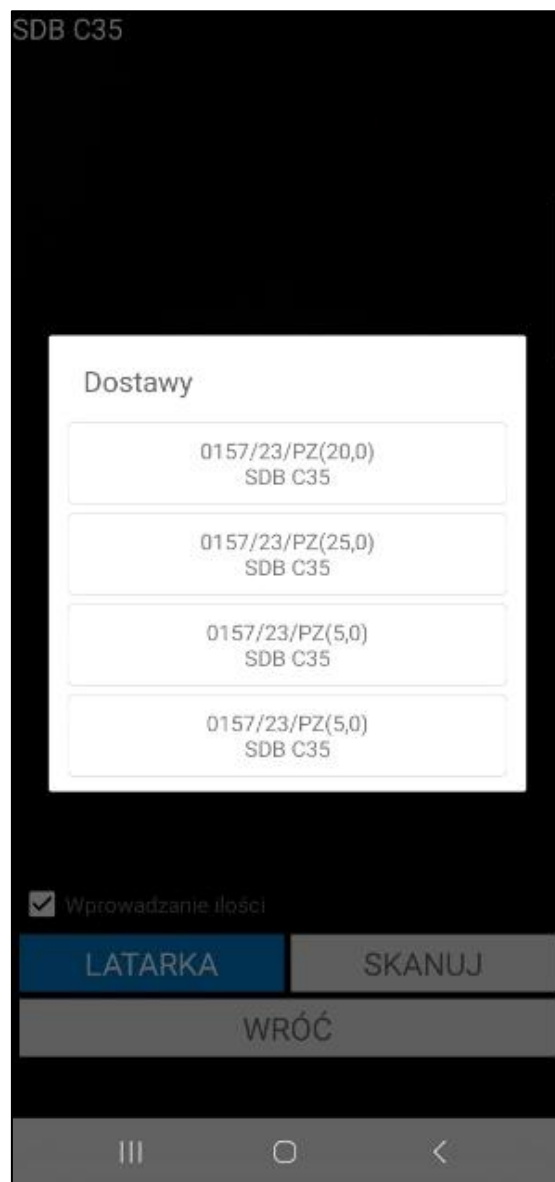 SDB C35
Dostawy
0157/23/PZ(20,0)
SDB C35
0157/23/PZ(25,0)
SDB C35
0157/23/PZ(5,0)
SDB C35
0157/23/PZ(5,0)
SDB C35
Wprowadzanie ilości
LATARKA
SKANUJ
WRÓĆ